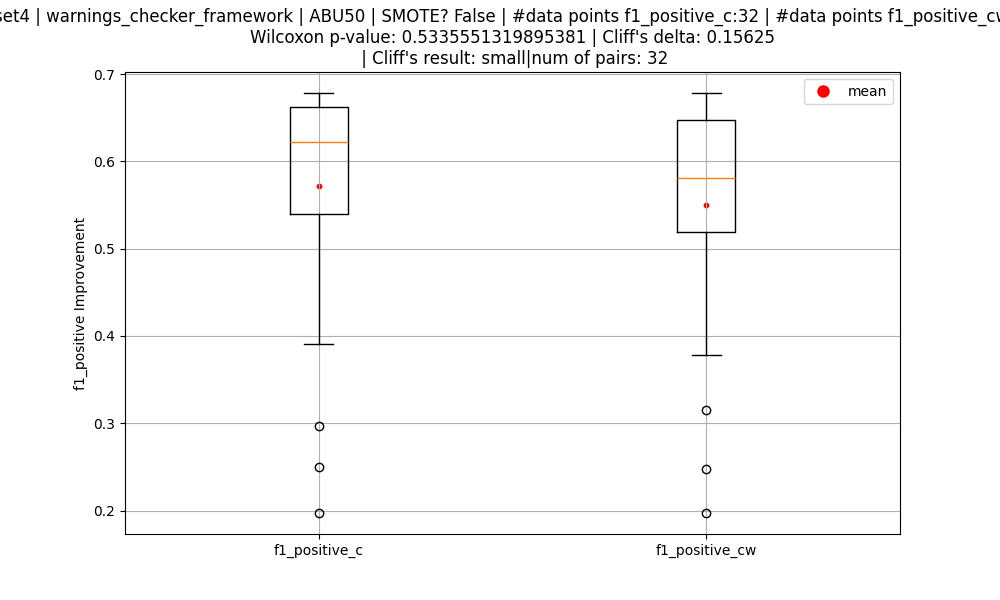 set4 | warnings_checker_framework | ABU50 | SMOTE? False | #data points f1_positive_c:32 | #data points f1_positive_cw
Wilcoxon p-value: 0.5335551319895381 | Cliff's delta: 0.15625
| Cliff's result: small|num of pairs: 32
mean
f1_positive Improvement
0.7
0.6
0.5
0.4
0.3
0.2
f1_positive_c
f1_positive_cw